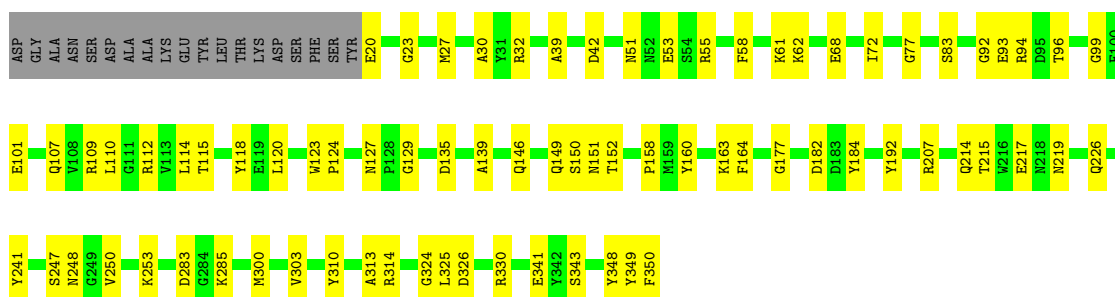 ASP GLY ALA ASN SER ASP ALA ALA LYS GLU TYR LEU THR LYS ASP SER PHE SER TYR E20 G23 M27 A30 Y31 R32 A39 D42 N51 N52 E53 S54 R55 F58 K61 K62 E68 I72 G77 S83 G92 E93 R94 D95 T96 G99 E100
E101 Q107 V108 R109 L110 G111 R112 V113 L114 T115 Y118 E119 L120 W123 P124 N127 P128 G129 D135 A139 Q146 Q149 S150 N151 T152 P158 M159 Y160 K163 F164 G177 D182 D183 Y184 Y192 R207 Q214 T215 W216 E217 N218 N219 Q226
Y241 S247 N248 G249 V250 K253 D283 G284 K285 M300 V303 Y310 A313 R314 G324 L325 D326 R330 E341 Y342 S343 Y348 Y349 F350